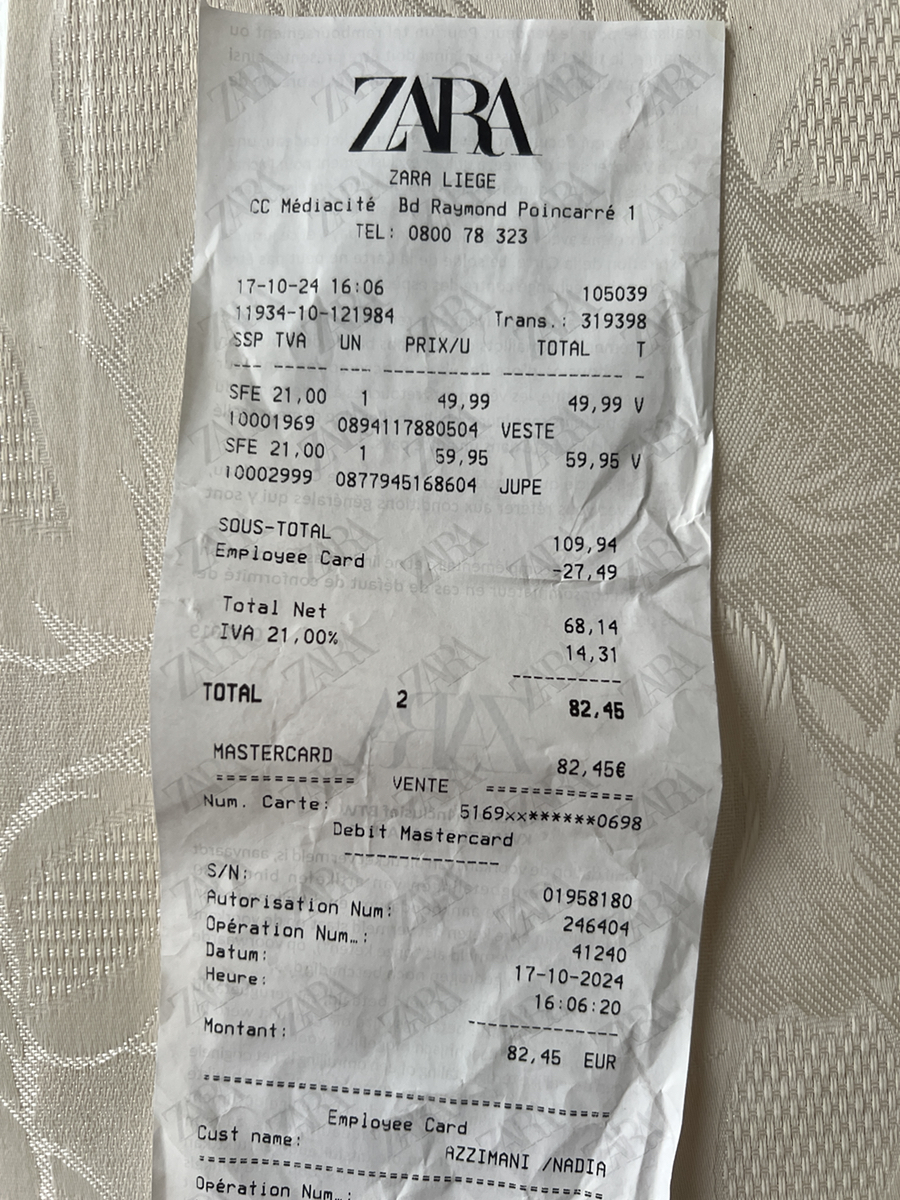 ZARA
ZARA LIEGE
CC Médiacité Bd Raymond Poincarré 1
TEL: 0800 78 323
17-10-24 16:06 105039
11934-10-121984 Trans.: 319398
SSP TVA UN PRIX/U TOTAL T
--- ---- --- ---------- ----------- -
SFE 21,00 1 49,99 49,99 V
10001969 0894117880504 VESTE
SFE 21,00 1 59,95 59,95 V
10002999 0877945168604 JUPE
SOUS-TOTAL 109,94
Employee Card -27,49
Total Net 68,14
IVA 21,00% 14,31
----------
TOTAL 2 82,45
MASTERCARD 82,45€
============ VENTE =============
Num. Carte: 5169xx******0698
Debit Mastercard
--------------
S/N: 01958180
Autorisation Num: 246404
Opération Num…: 41240
Datum: 17-10-2024
Heure: 16:06:20
--------------
Montant: 82,45 EUR
======================================
Employee Card
Cust name: AZZIMANI /NADIA
======================================
Opération Num…: